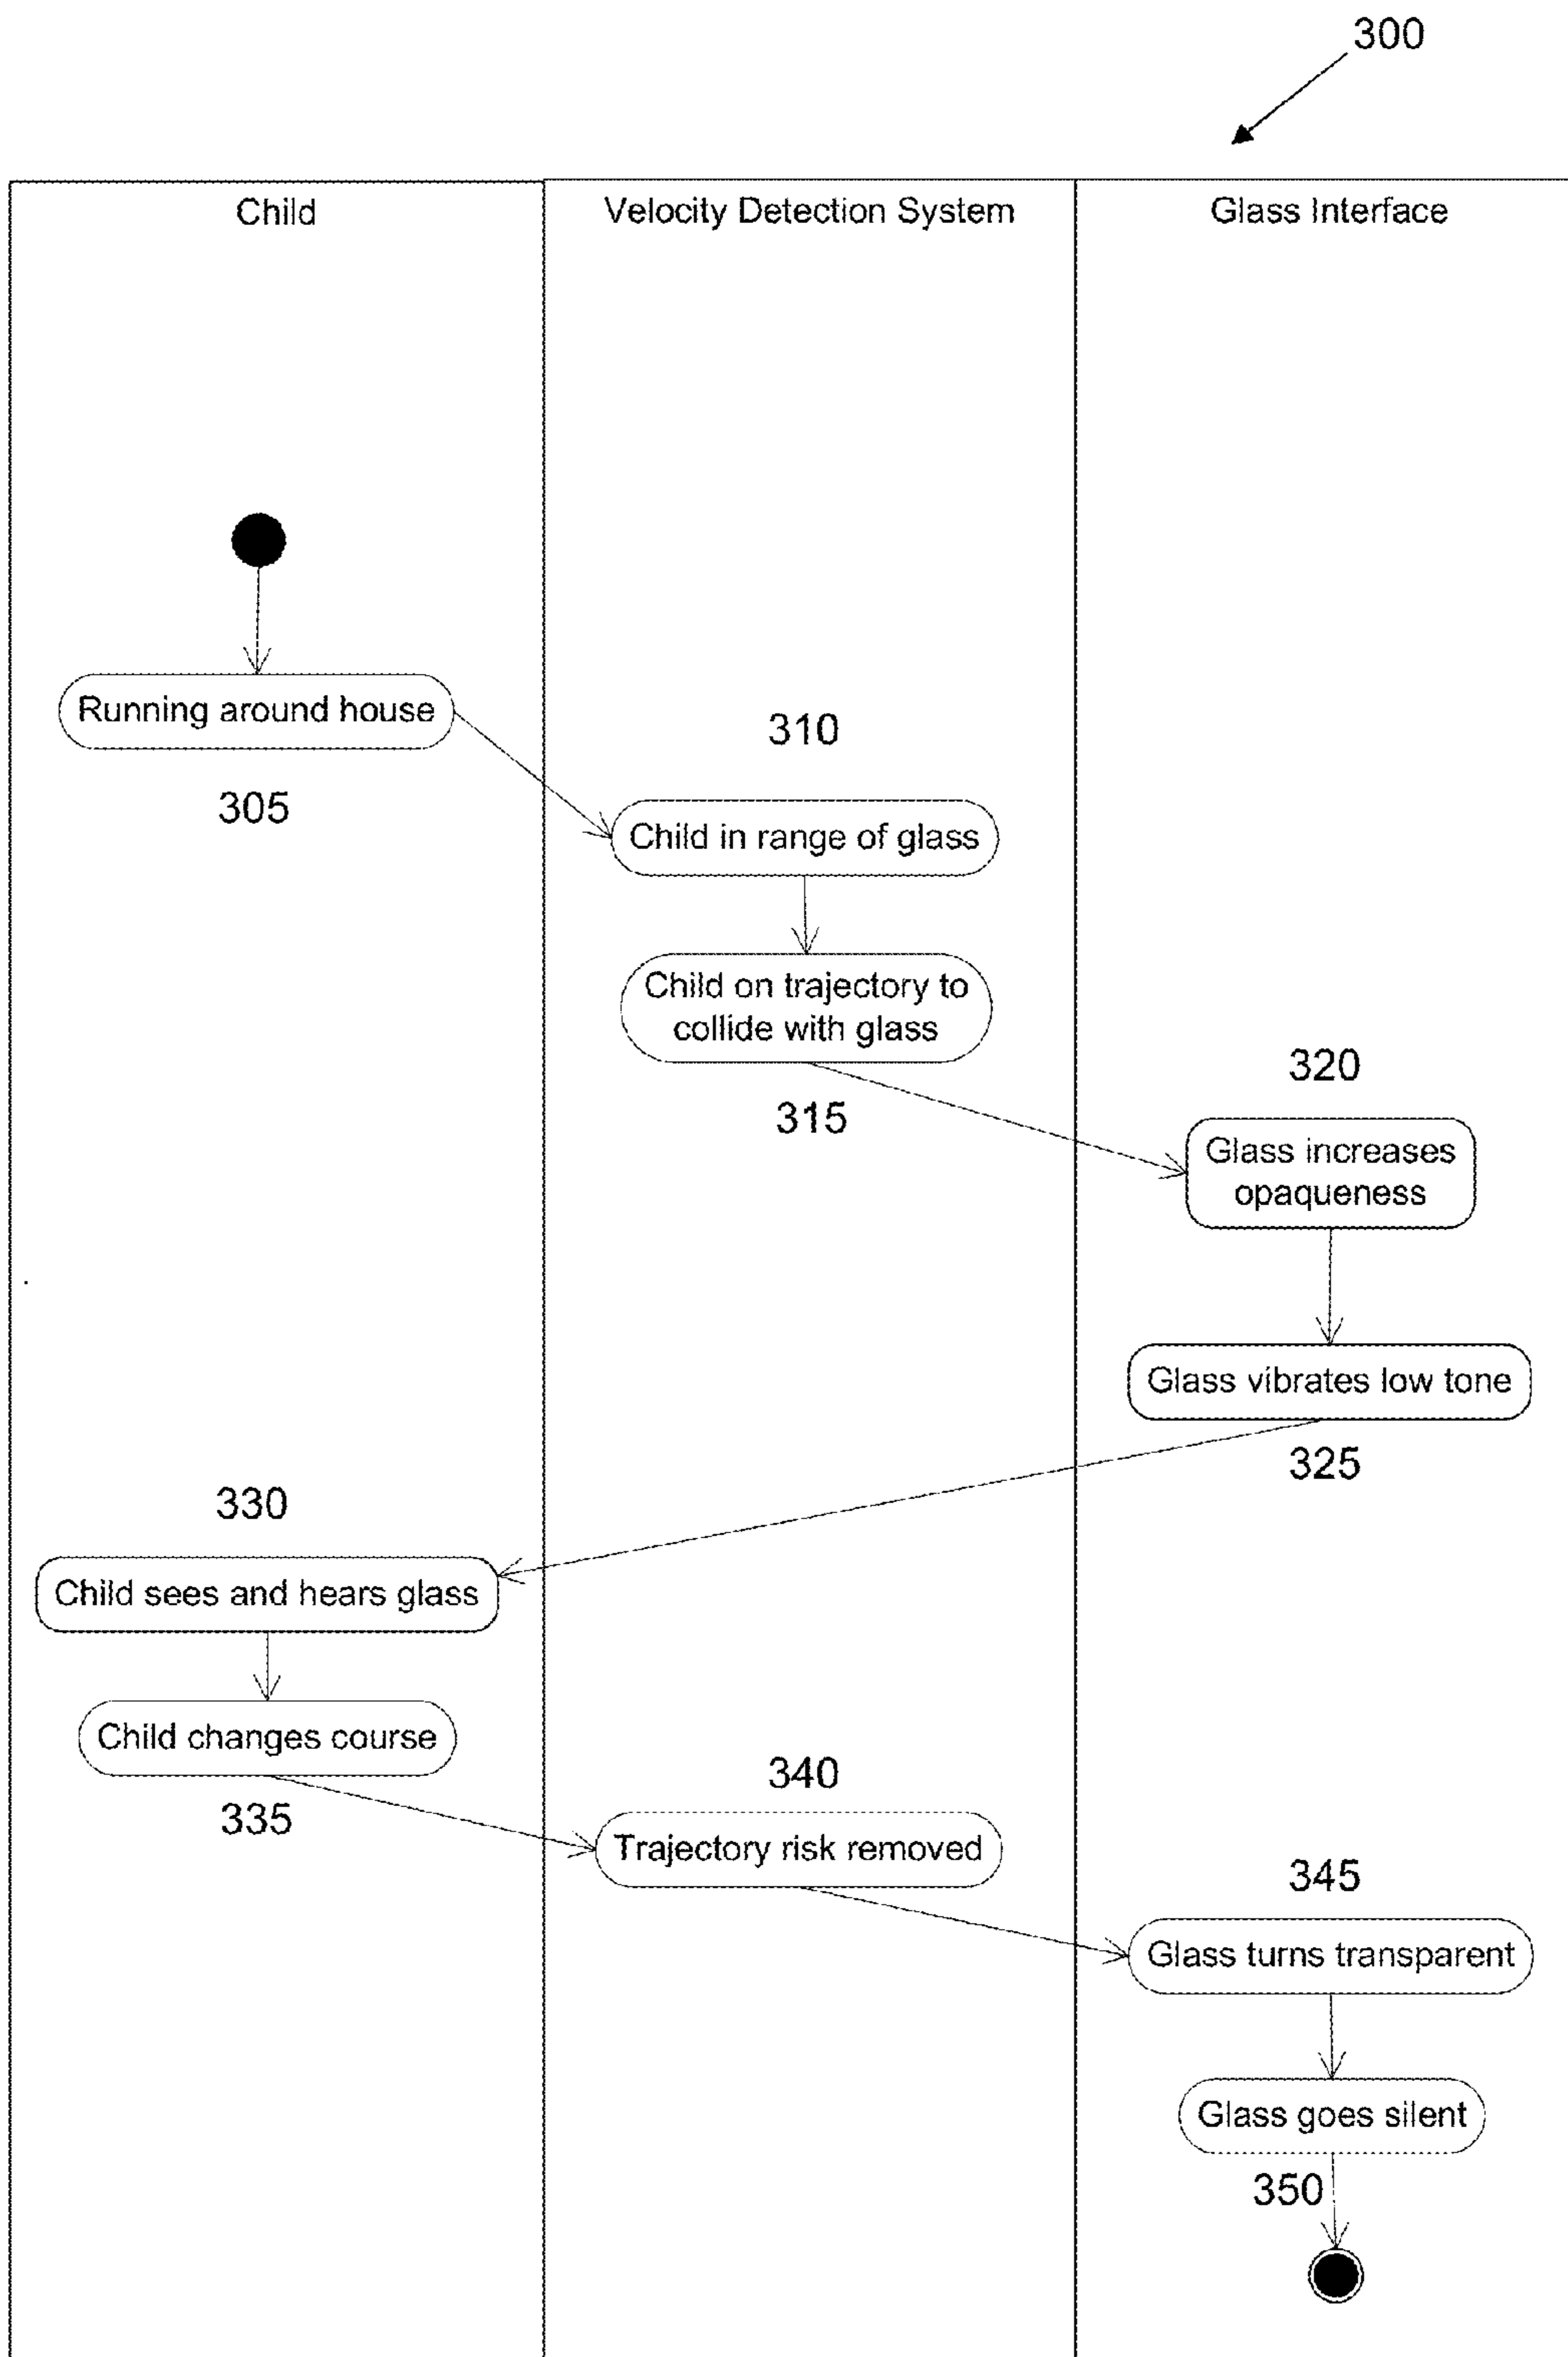 300
Child
Velocity Detection System
Glass Interface
Running around house
305
310
Child in range of glass
Child on trajectory to
collide with glass
315
320
Glass increases
opaqueness
Glass vibrates low tone
325
330
Child sees and hears glass
Child changes course
335
340
Trajectory risk removed
345
Glass turns transparent
Glass goes silent
350